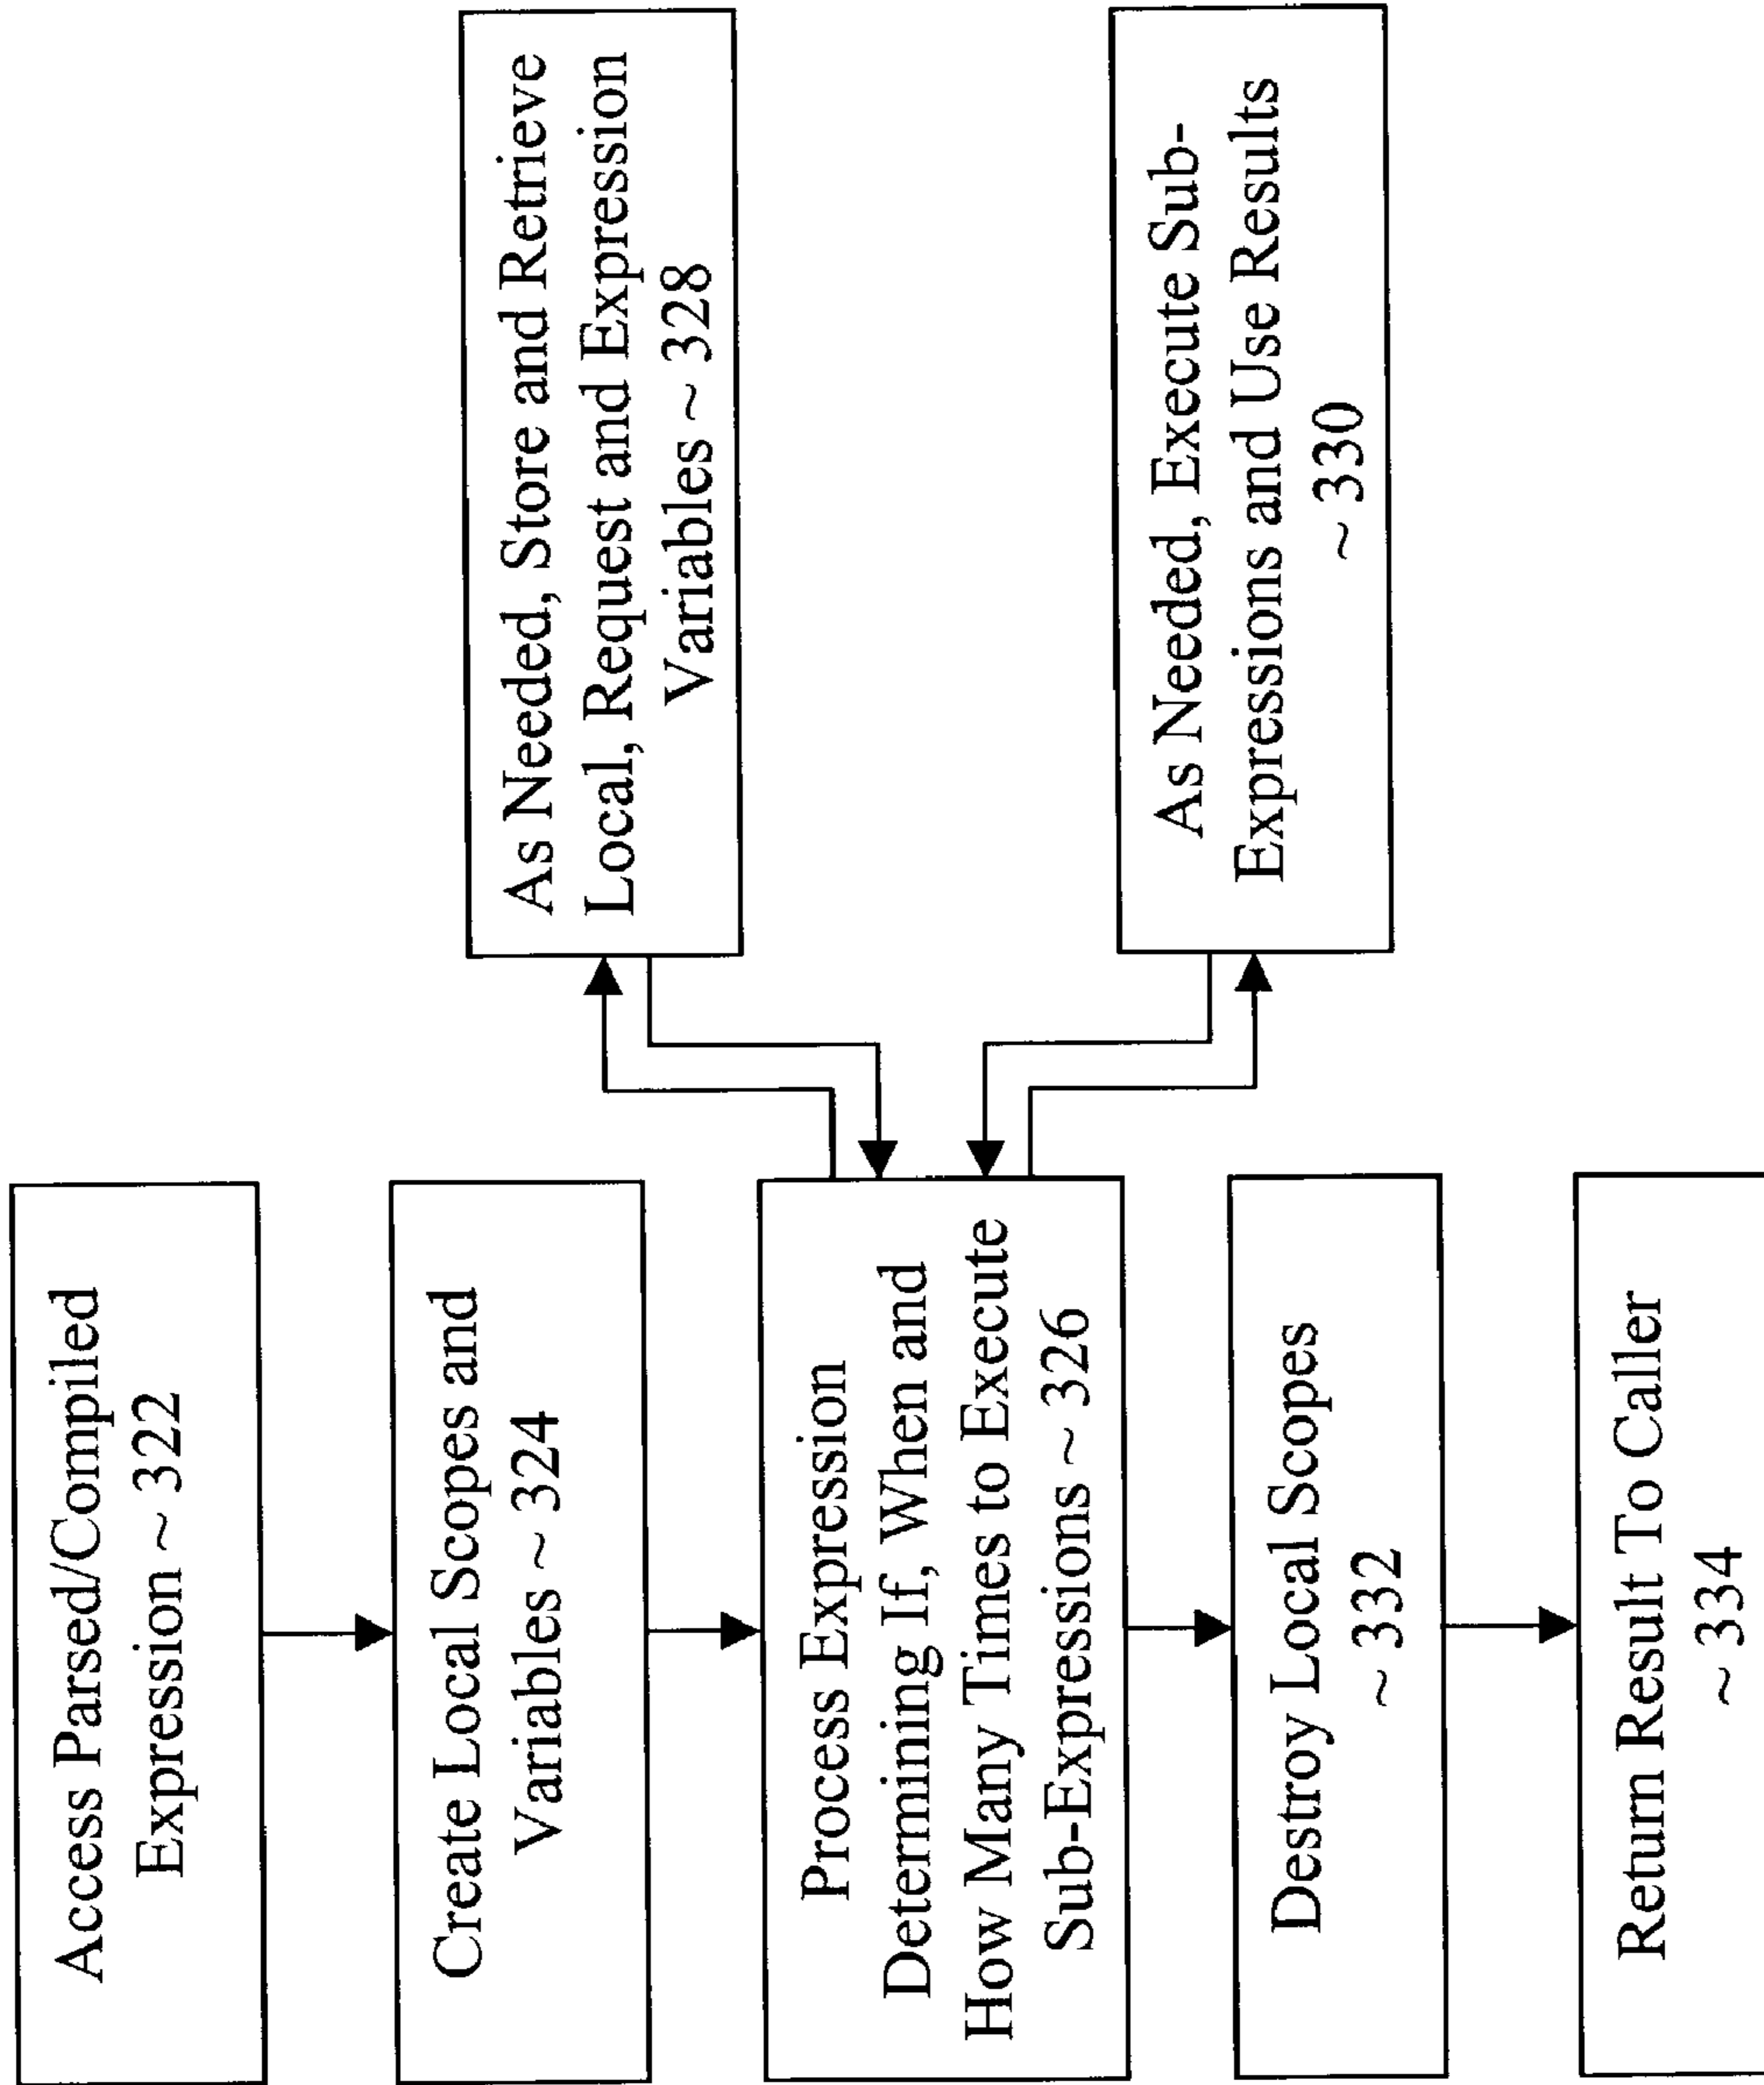 Access Parsed/Compiled
Expression ~ 322
Create Local Scopes and
Variables ~ 324
Process Expression
Determining If, When and
How Many Times to Execute
Sub-Expressions ~ 326
As Needed, Store and Retrieve
Local, Request and Expression
Variables ~ 328
As Needed, Execute Sub-
Expressions and Use Results
~ 330
Destroy Local Scopes
~ 332
Return Result To Caller
~ 334